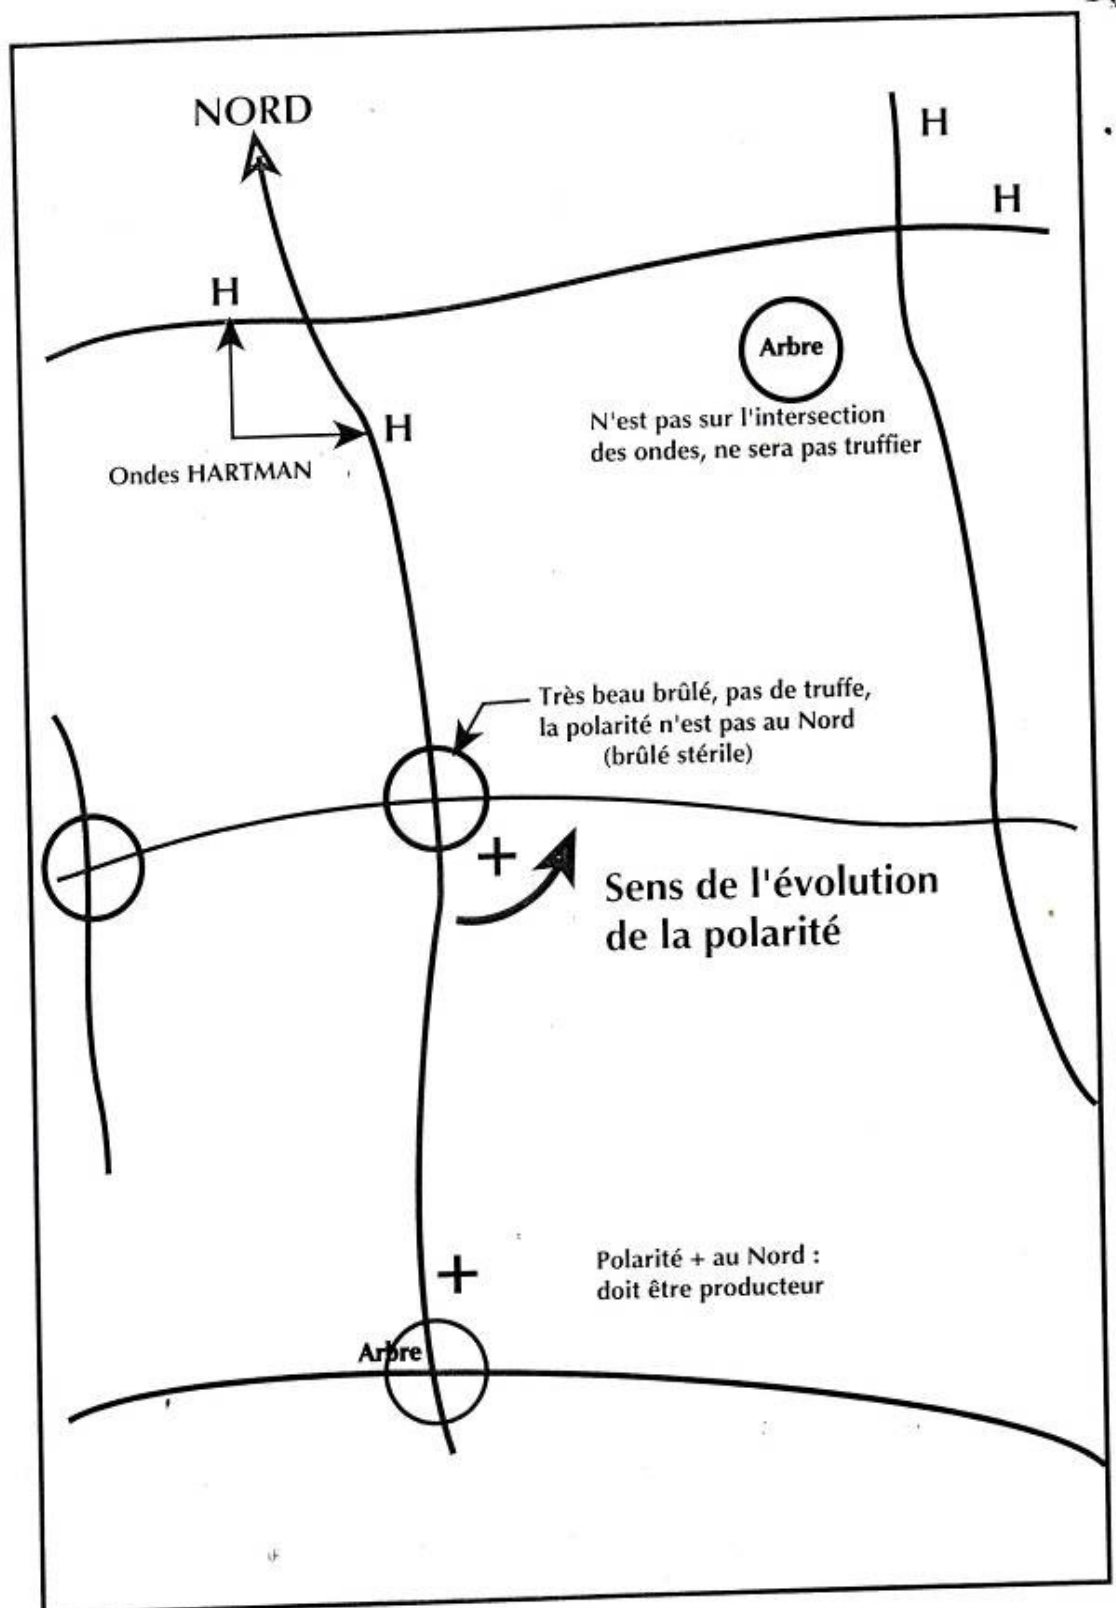 NORD
H
H
H
Arbre
N'est pas sur l'intersection
des ondes, ne sera pas truffier
H
Ondes HARTMAN
Très beau brûlé, pas de truffe,
la polarité n'est pas au Nord
(brûlé stérile)
+
Sens de l'évolution
de la polarité
+
Polarité + au Nord :
doit être producteur
Arbre